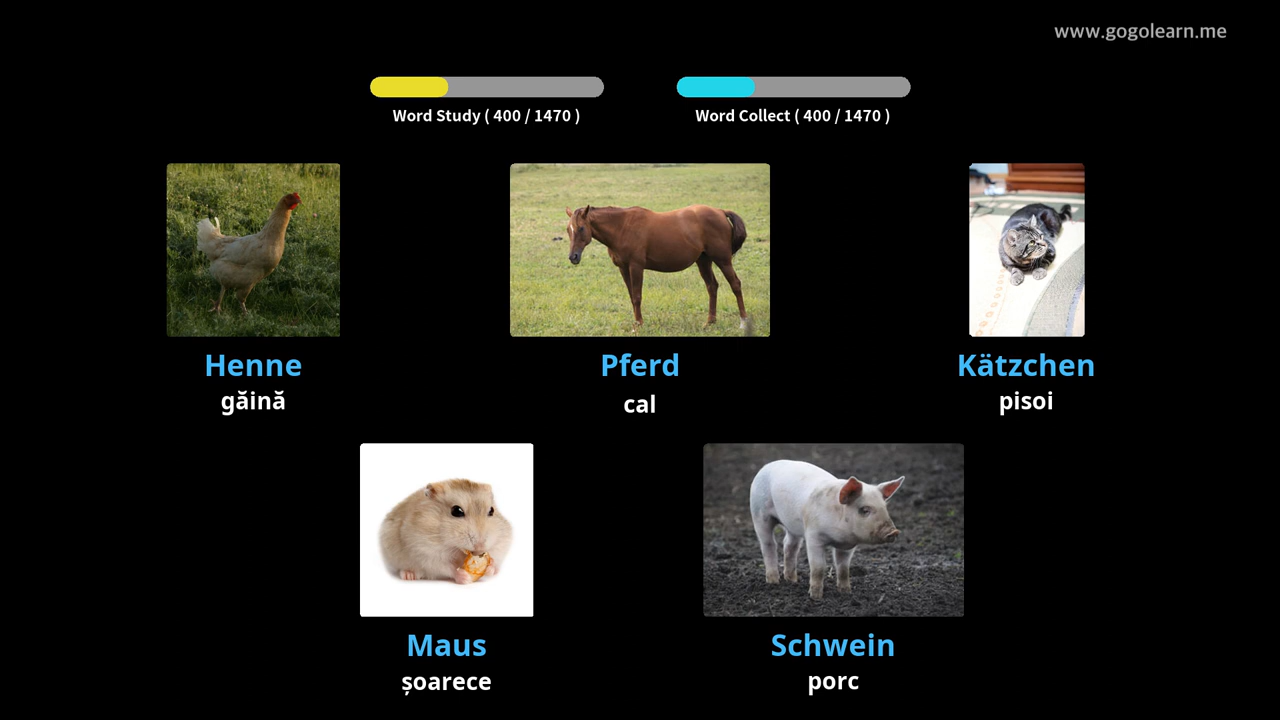 www.gogolearn.me
Word Study ( 400 / 1470 )
Word Collect ( 400 / 1470 )
Henne
găină
Pferd
cal
Kätzchen
pisoi
Maus
șoarece
Schwein
porc